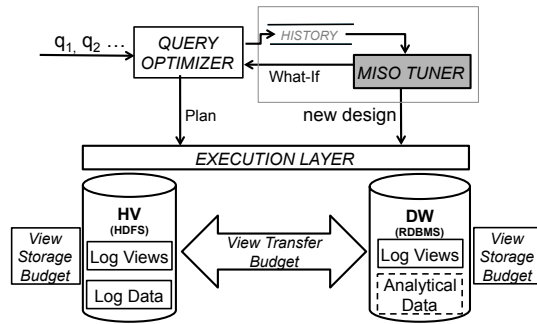 q1, q2 ...
QUERY
OPTIMIZER
HISTORY
What-If
MISO TUNER
Plan
new design
EXECUTION LAYER
HV
(HDFS)
Log Views
Log Data
View
Storage
Budget
View Transfer
Budget
DW
(RDBMS)
Log Views
Analytical
Data
View
Storage
Budget